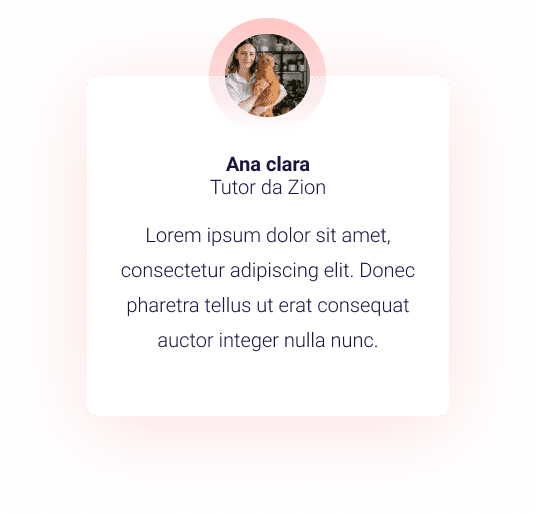 Ana clara
Tutor da Zion
Lorem ipsum dolor sit amet,
consectetur adipiscing elit. Donec
pharetra tellus ut erat consequat
auctor integer nulla nunc.